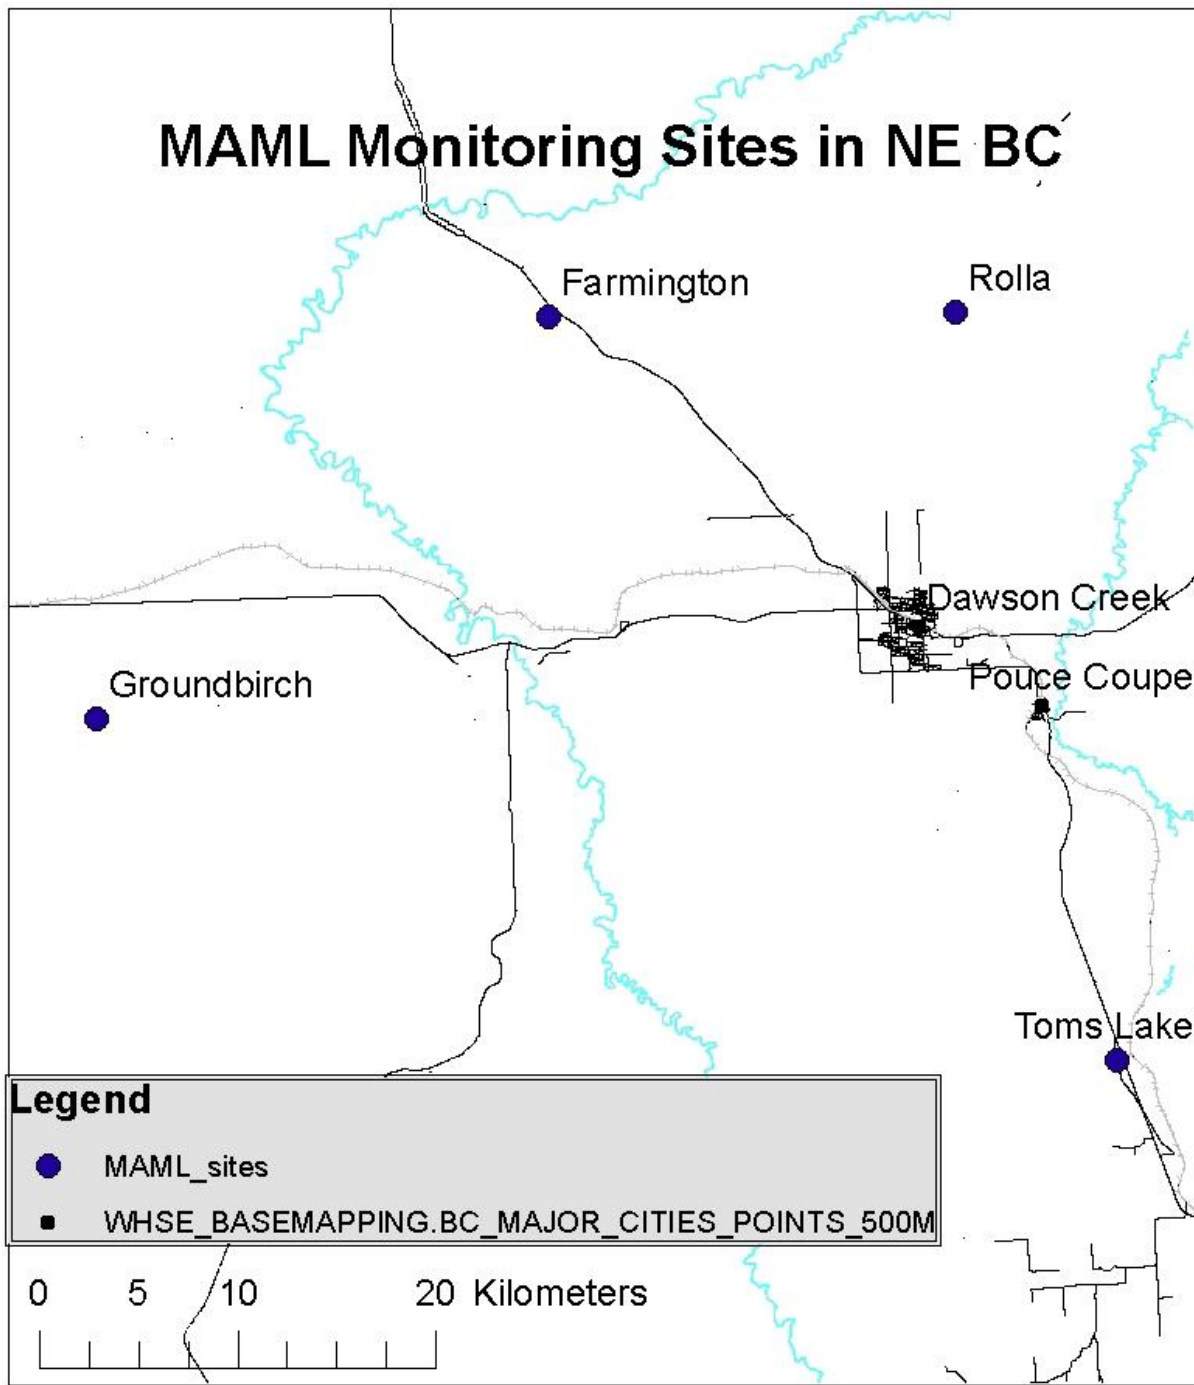 MAML Monitoring Sites in NE BC
Farmington
Rolla
Dawson Creek
Pouce Coupe
Groundbirch
Toms Lake
Legend
MAML_sites
WHSE_BASEMAPPING.BC_MAJOR_CITIES_POINTS_500M
0 5 10 20 Kilometers